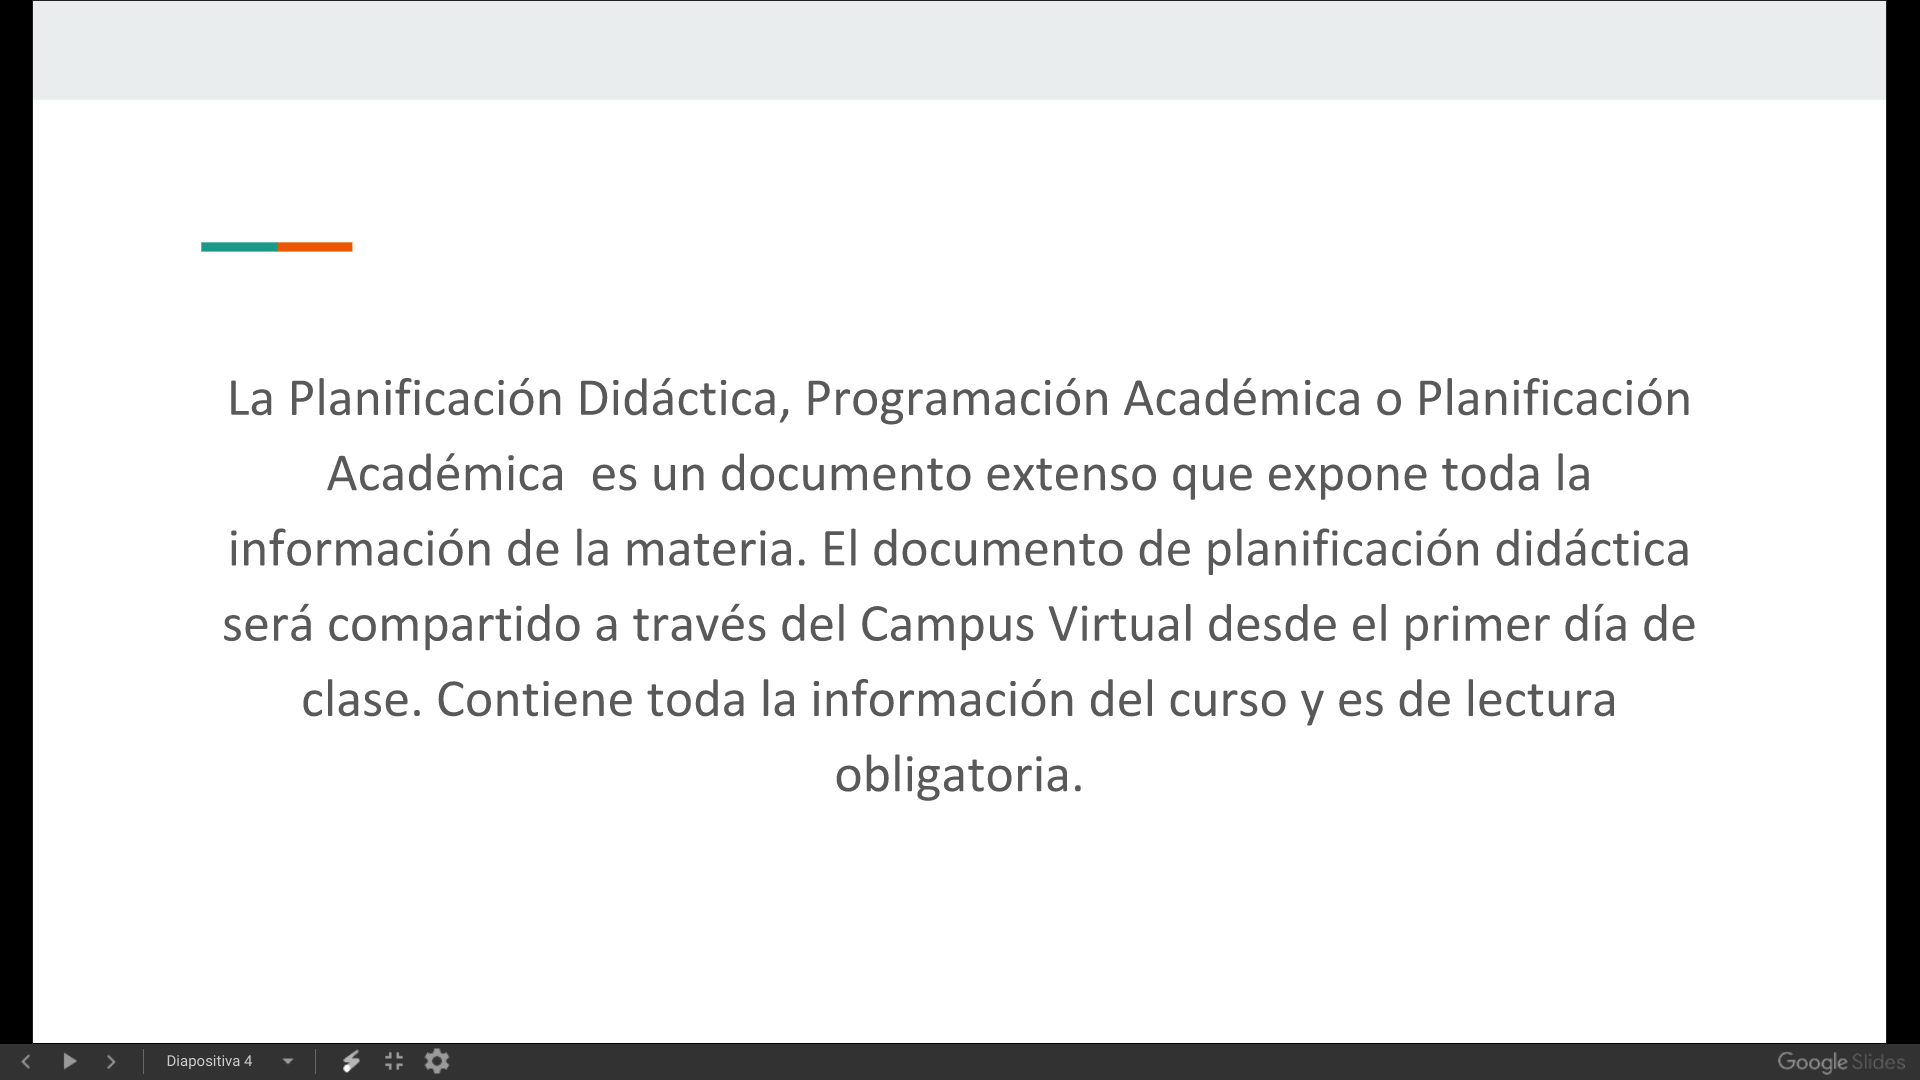 La Planificación Didáctica, Programación Académica o Planificación
Académica  es un documento extenso que expone toda la
información de la materia. El documento de planificación didáctica
será compartido a través del Campus Virtual desde el primer día de
clase. Contiene toda la información del curso y es de lectura
obligatoria.
Diapositiva 4
Google Slides